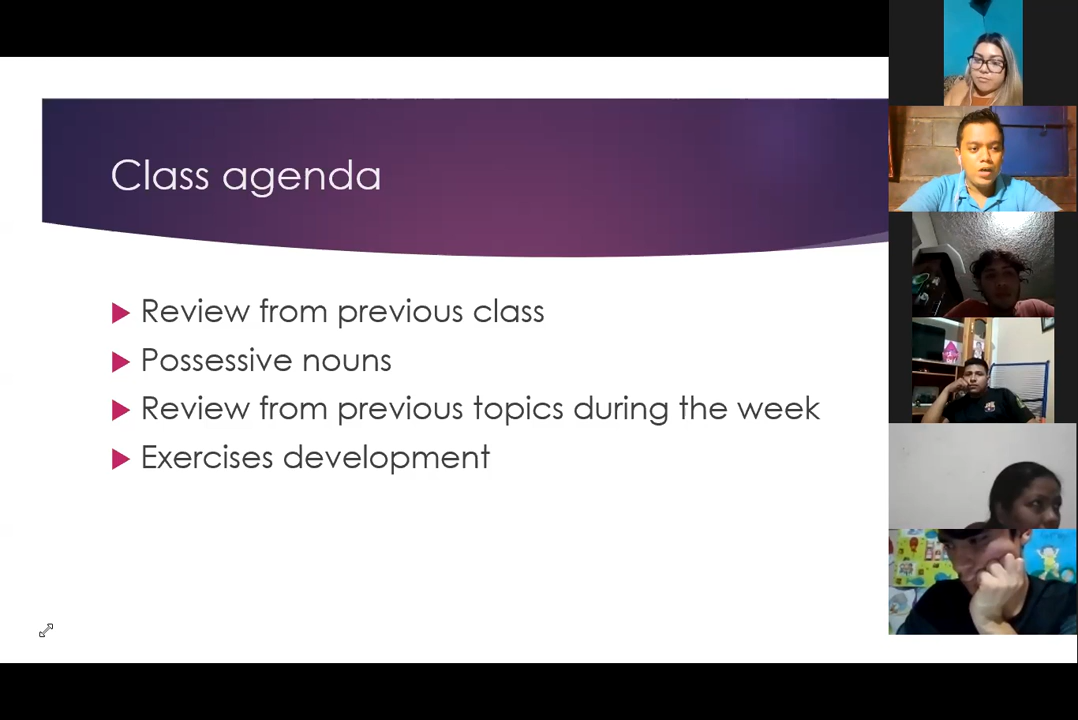 Class agenda
Review from previous class
Possessive nouns
Review from previous topics during the week
Exercises development